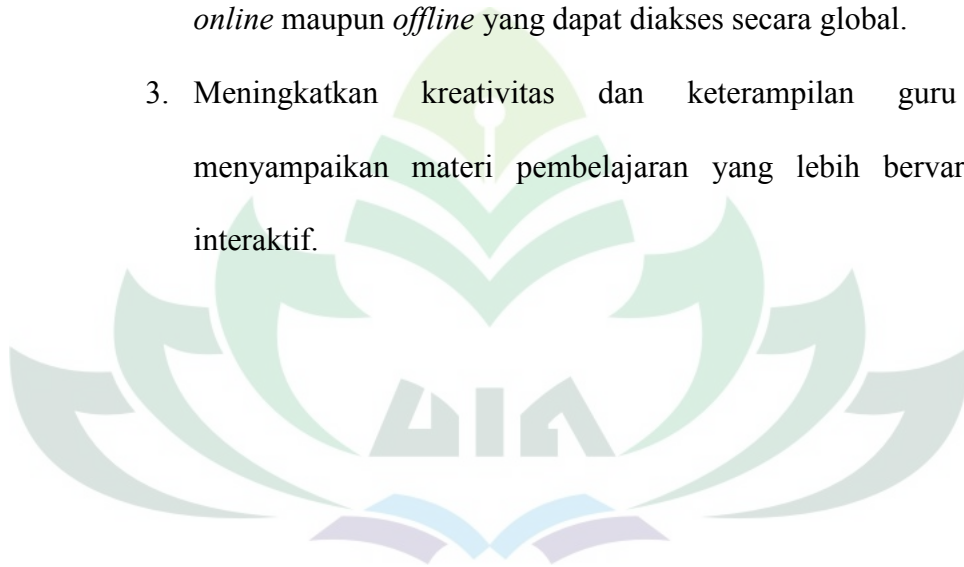 online maupun offline yang dapat diakses secara global.
3. Meningkatkan kreativitas dan keterampilan guru
menyampaikan materi pembelajaran yang lebih bervar
interaktif.
UIN